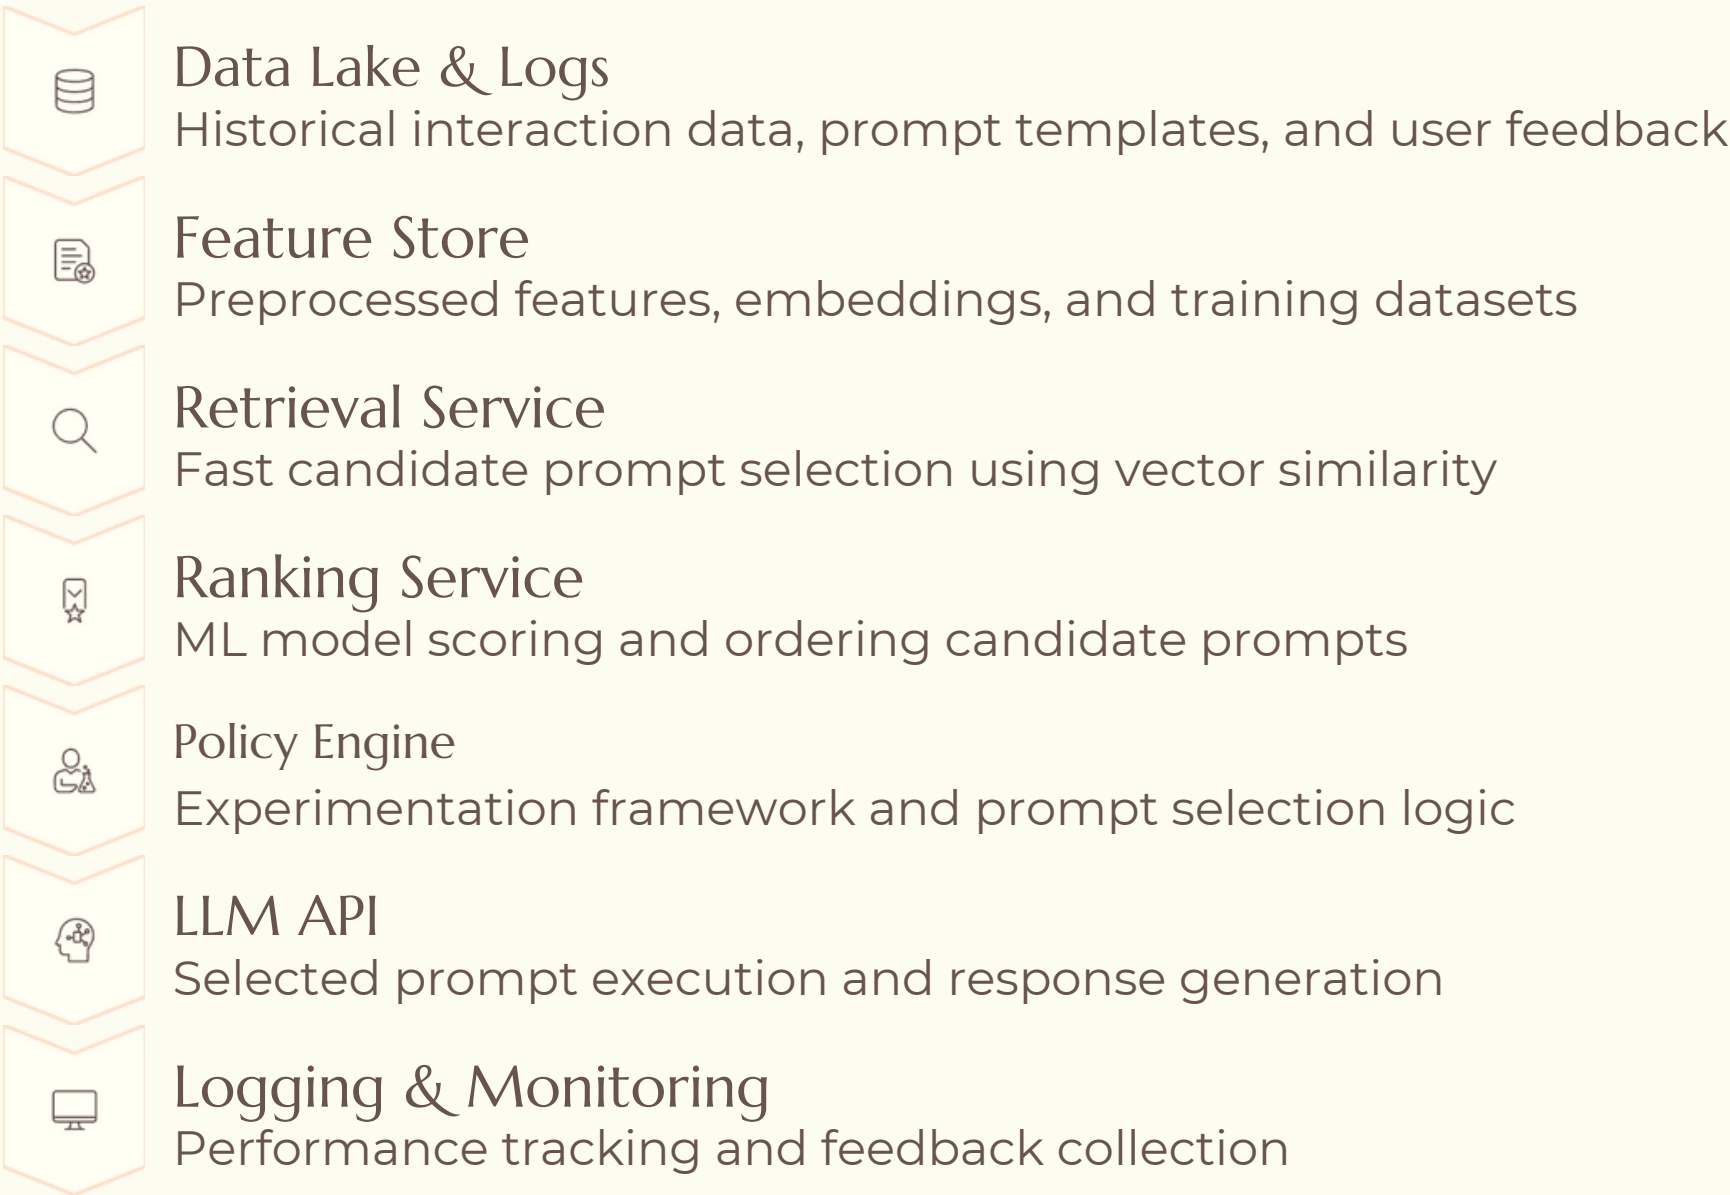 Data Lake & Logs
Historical interaction data, prompt templates, and user feedback
Feature Store
Preprocessed features, embeddings, and training datasets
Retrieval Service
Fast candidate prompt selection using vector similarity
Ranking Service
ML model scoring and ordering candidate prompts
Policy Engine
Experimentation framework and prompt selection logic
LLM API
Selected prompt execution and response generation
Logging & Monitoring
Performance tracking and feedback collection